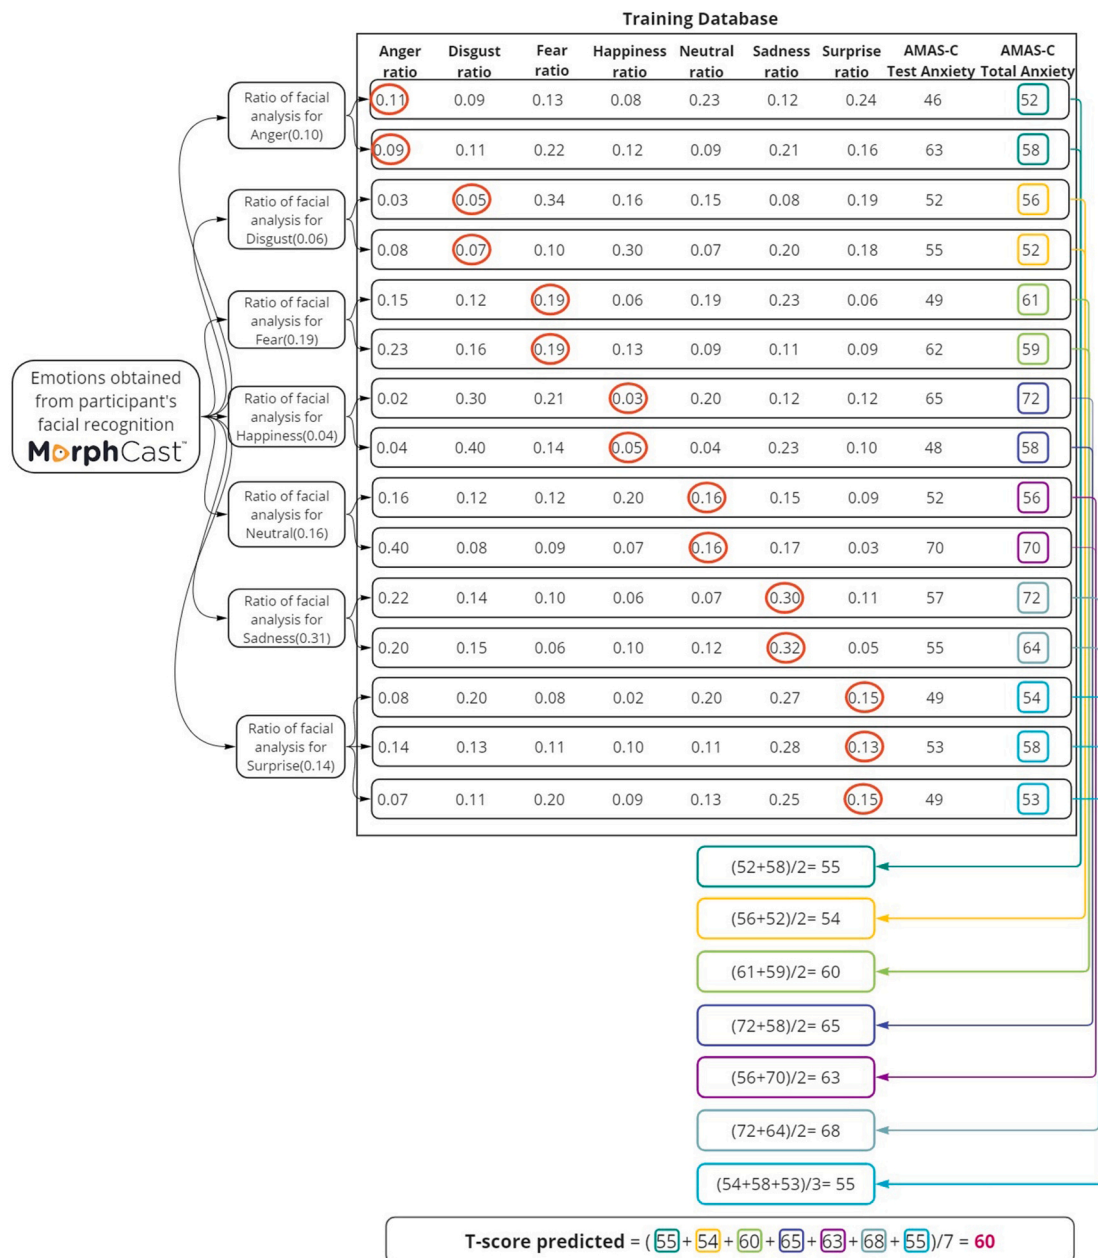 Training Database
Anger Disgust Fear Happiness Neutral Sadness Surprise AMAS-C AMAS-C
ratio ratio ratio ratio ratio ratio ratio Test Anxiety Total Anxiety
Ratio of facial
analysis for
Anger(0.10)
0.11 0.09 0.13 0.08 0.23 0.12 0.24 46 52
0.09 0.11 0.22 0.12 0.09 0.21 0.16 63 58
Ratio of facial
analysis for
Disgust(0.06)
0.03 0.05 0.34 0.16 0.15 0.08 0.19 52 56
0.08 0.07 0.10 0.30 0.07 0.20 0.18 55 52
Ratio of facial
analysis for
Fear(0.19)
0.15 0.12 0.19 0.06 0.19 0.23 0.06 49 61
0.23 0.16 0.19 0.13 0.09 0.11 0.09 62 59
Emotions obtained
from participant's
facial recognition
MorphCast™
Ratio of facial
analysis for
Happiness(0.04)
0.02 0.30 0.21 0.03 0.20 0.12 0.12 65 72
0.04 0.40 0.14 0.05 0.04 0.23 0.10 48 58
Ratio of facial
analysis for
Neutral(0.16)
0.16 0.12 0.12 0.20 0.16 0.15 0.09 52 56
0.40 0.08 0.09 0.07 0.16 0.17 0.03 70 70
Ratio of facial
analysis for
Sadness(0.31)
0.22 0.14 0.10 0.06 0.07 0.30 0.11 57 72
0.20 0.15 0.06 0.10 0.12 0.32 0.05 55 64
Ratio of facial
analysis for
Surprise(0.14)
0.08 0.20 0.08 0.02 0.20 0.27 0.15 49 54
0.14 0.13 0.11 0.10 0.11 0.28 0.13 53 58
0.07 0.11 0.20 0.09 0.13 0.25 0.15 49 53
(52+58)/2= 55
(56+52)/2= 54
(61+59)/2= 60
(72+58)/2= 65
(56+70)/2= 63
(72+64)/2= 68
(54+58+53)/3= 55
T-score predicted = ( 55 + 54 + 60 + 65 + 63 + 68 + 55 )/7 = 60